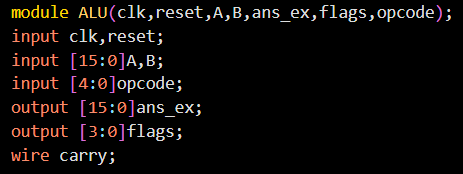 module ALU(clk,reset,A,B,ans_ex,flags,opcode);
input clk,reset;
input [15:0]A,B;
input [4:0]opcode;
output [15:0]ans_ex;
output [3:0]flags;
wire carry;